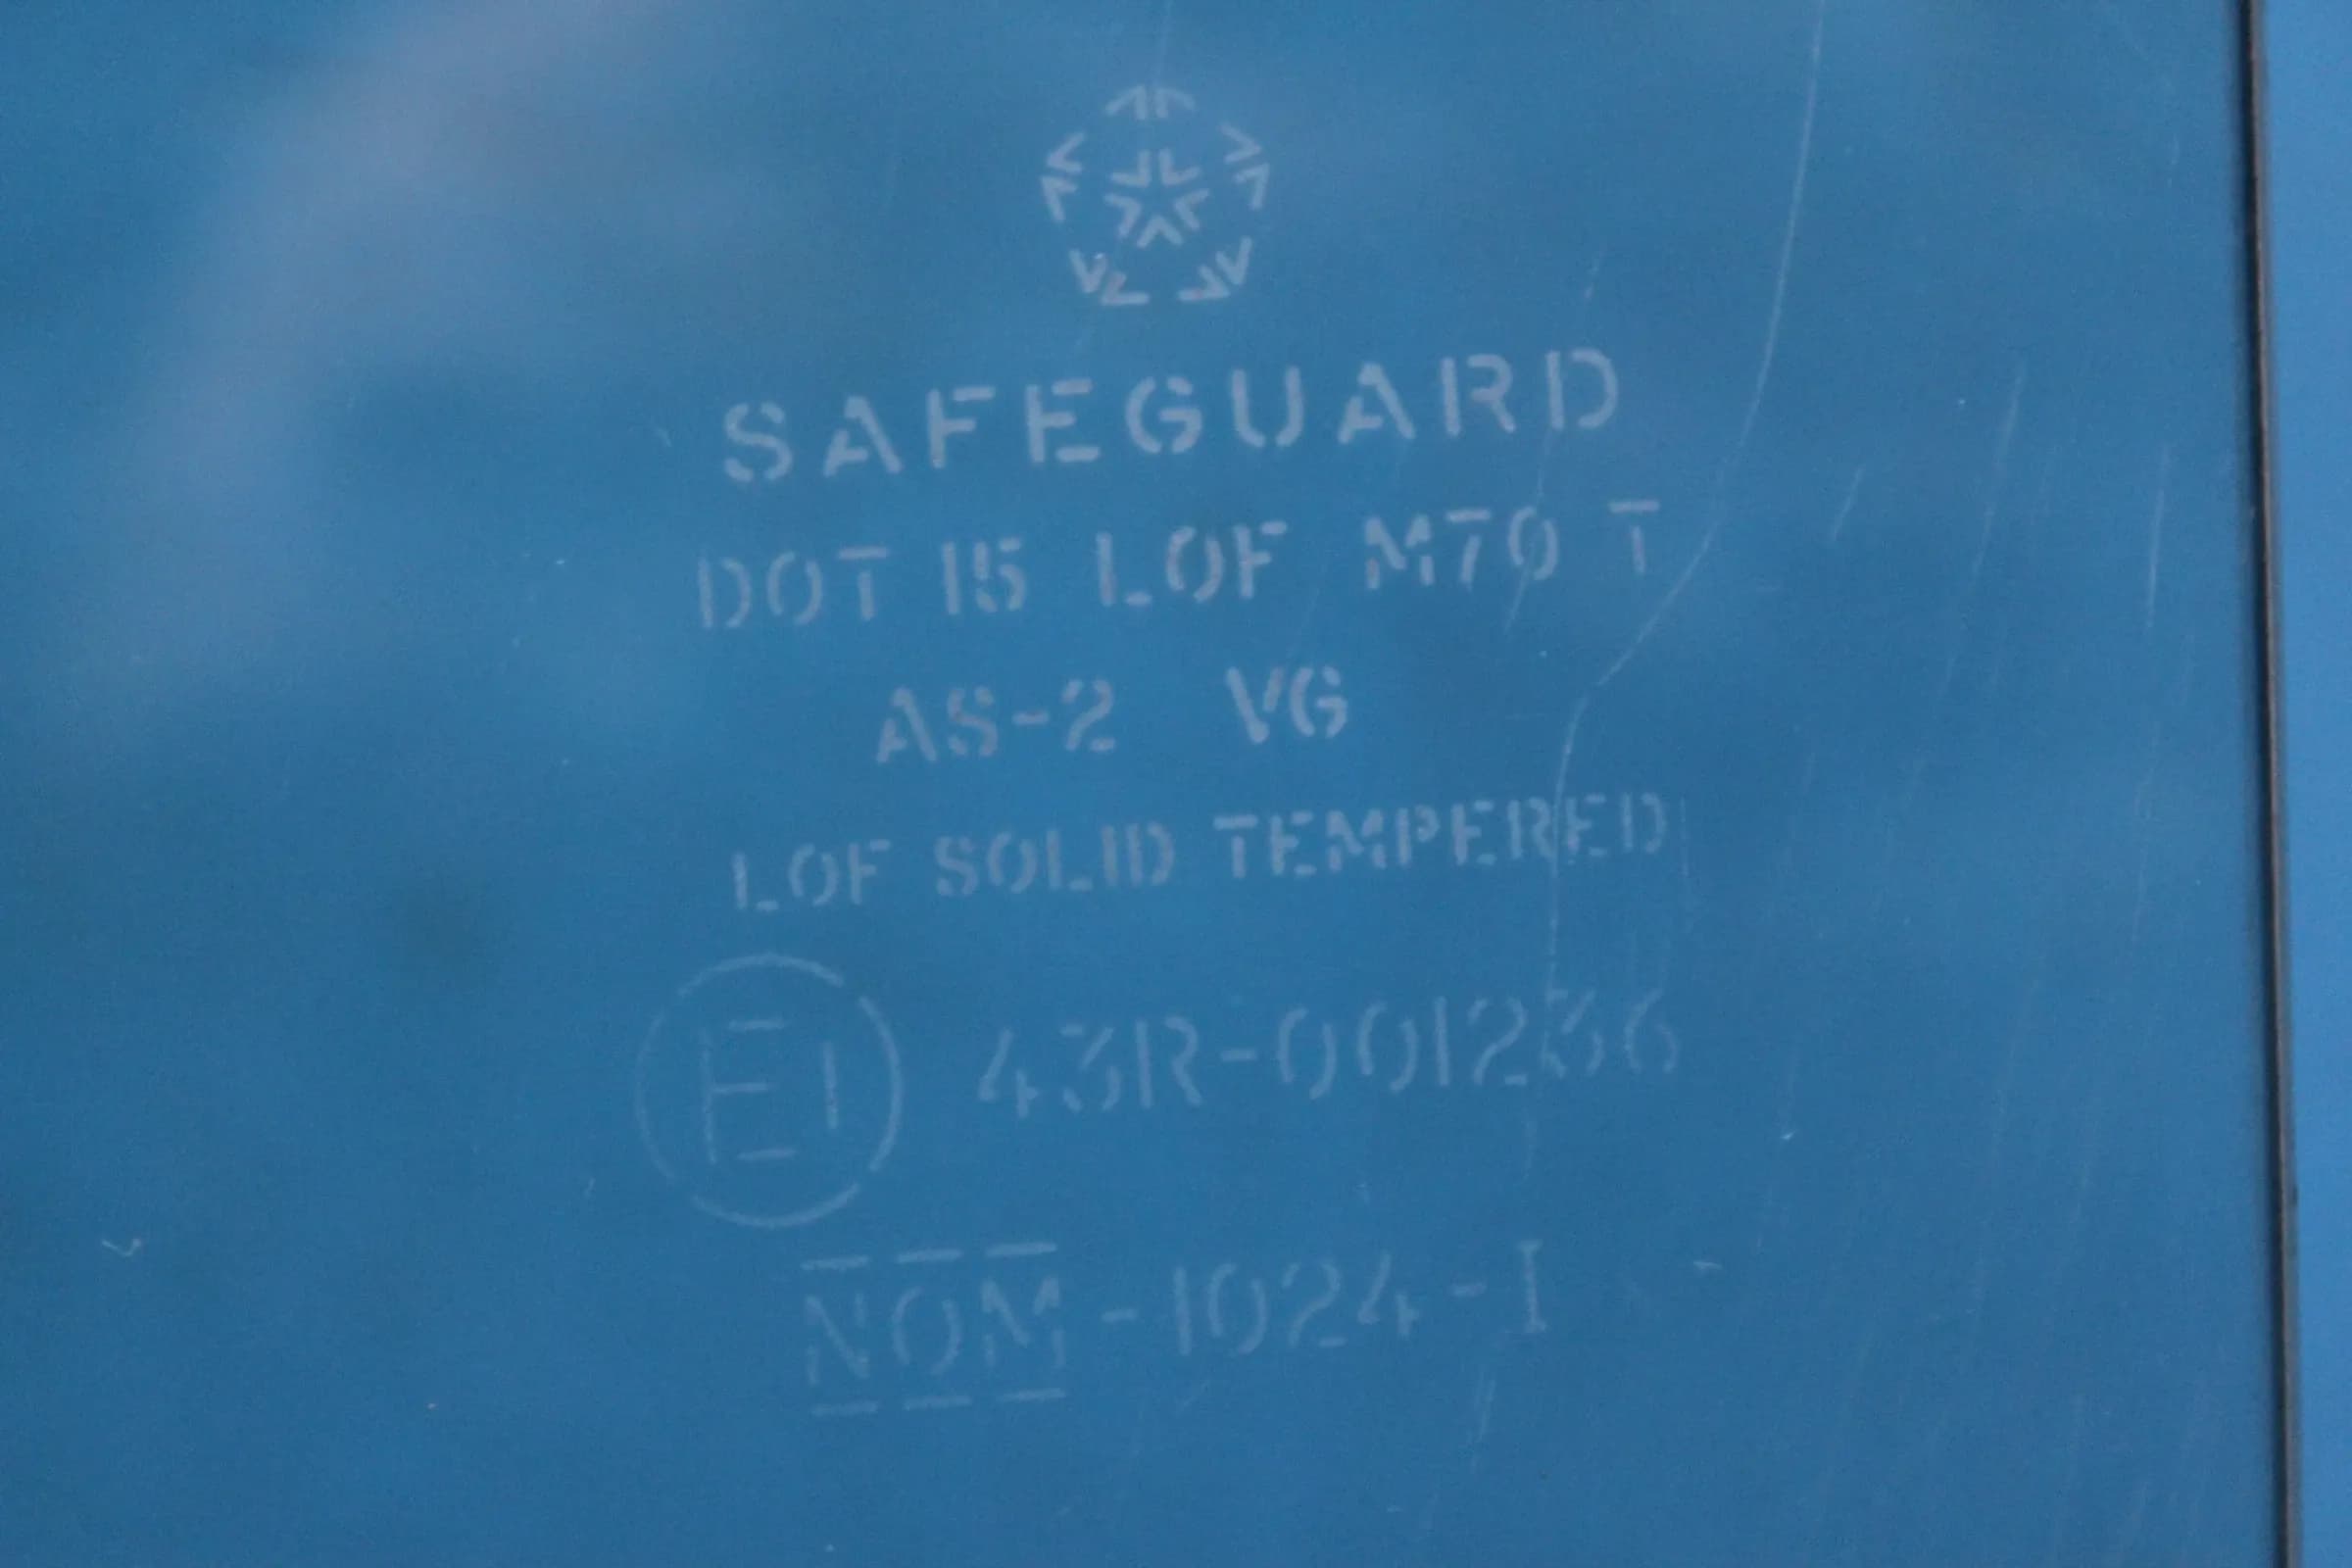 SAFEGUARD
DOT 15 LOF M70 T
AS-2 VG
LOF SOLID TEMPERED
E1 43R-001236
NOM-1024-I